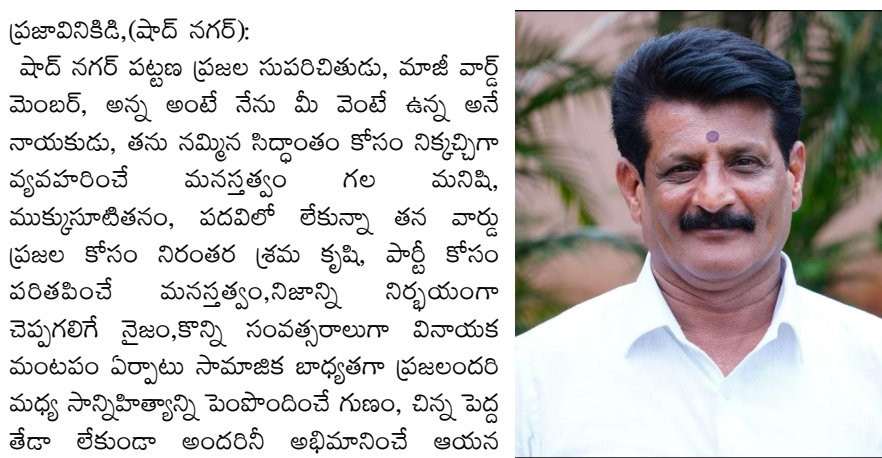 ప్రజావినికిడి,(షాద్ నగర్):
షాద్ నగర్ పట్టణ ప్రజల సుపరిచితుడు, మాజీ వార్డ్
మెంబర్, అన్న అంటే నేను మీ వెంటే ఉన్న అనే
నాయకుడు, తను నమ్మిన సిద్ధాంతం కోసం నిక్కచ్చిగా
వ్యవహరించే మనస్తత్వం గల మనిషి,
ముక్కుసూటితనం, పదవిలో లేకున్నా తన వార్డు
ప్రజల కోసం నిరంతర శ్రమ కృషి, పార్టీ కోసం
పరితపించే మనస్తత్వం,నిజాన్ని నిర్భయంగా
చెప్పగలిగే నైజం,కొన్ని సంవత్సరాలుగా వినాయక
మంటపం ఏర్పాటు సామాజిక బాధ్యతగా ప్రజలందరి
మధ్య సాన్నిహిత్యాన్ని పెంపొందించే గుణం, చిన్న పెద్ద
తేడా లేకుండా అందరినీ అభిమానించే ఆయన